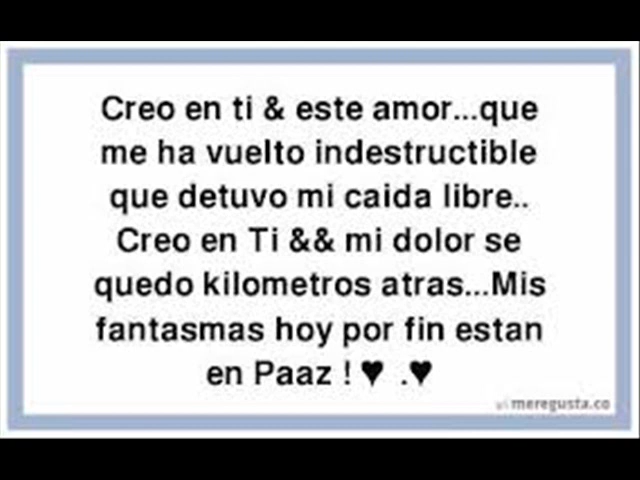 Creo en ti & este amor...que
me ha vuelto indestructible
que detuvo mi caida libre..
Creo en Ti && mi dolor se
quedo kilometros atras...Mis
fantasmas hoy por fin estan
en Paaz ! ♥ .♥
meregusta.co